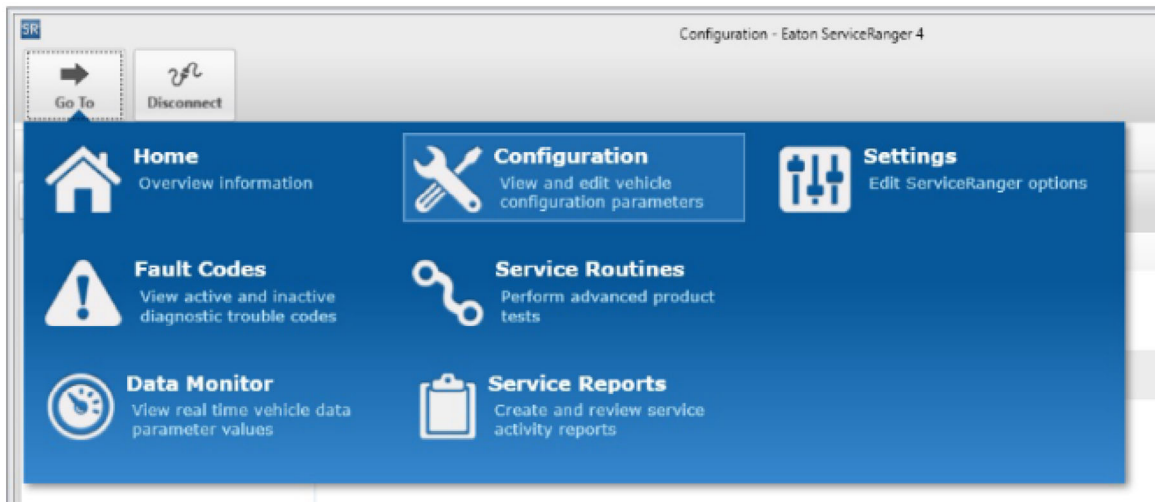 SR
Configuration - Eaton ServiceRanger 4
Go To
Disconnect
Home
Overview information
Configuration
View and edit vehicle
configuration parameters
Settings
Edit ServiceRanger options
Fault Codes
View active and inactive
diagnostic trouble codes
Service Routines
Perform advanced product
tests
Data Monitor
View real time vehicle data
parameter values
Service Reports
Create and review service
activity reports